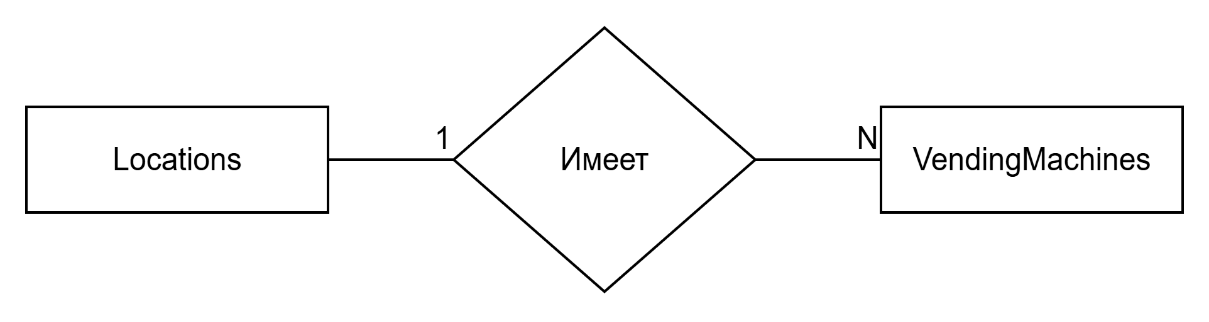 Locations
1
Имеет
N
VendingMachines